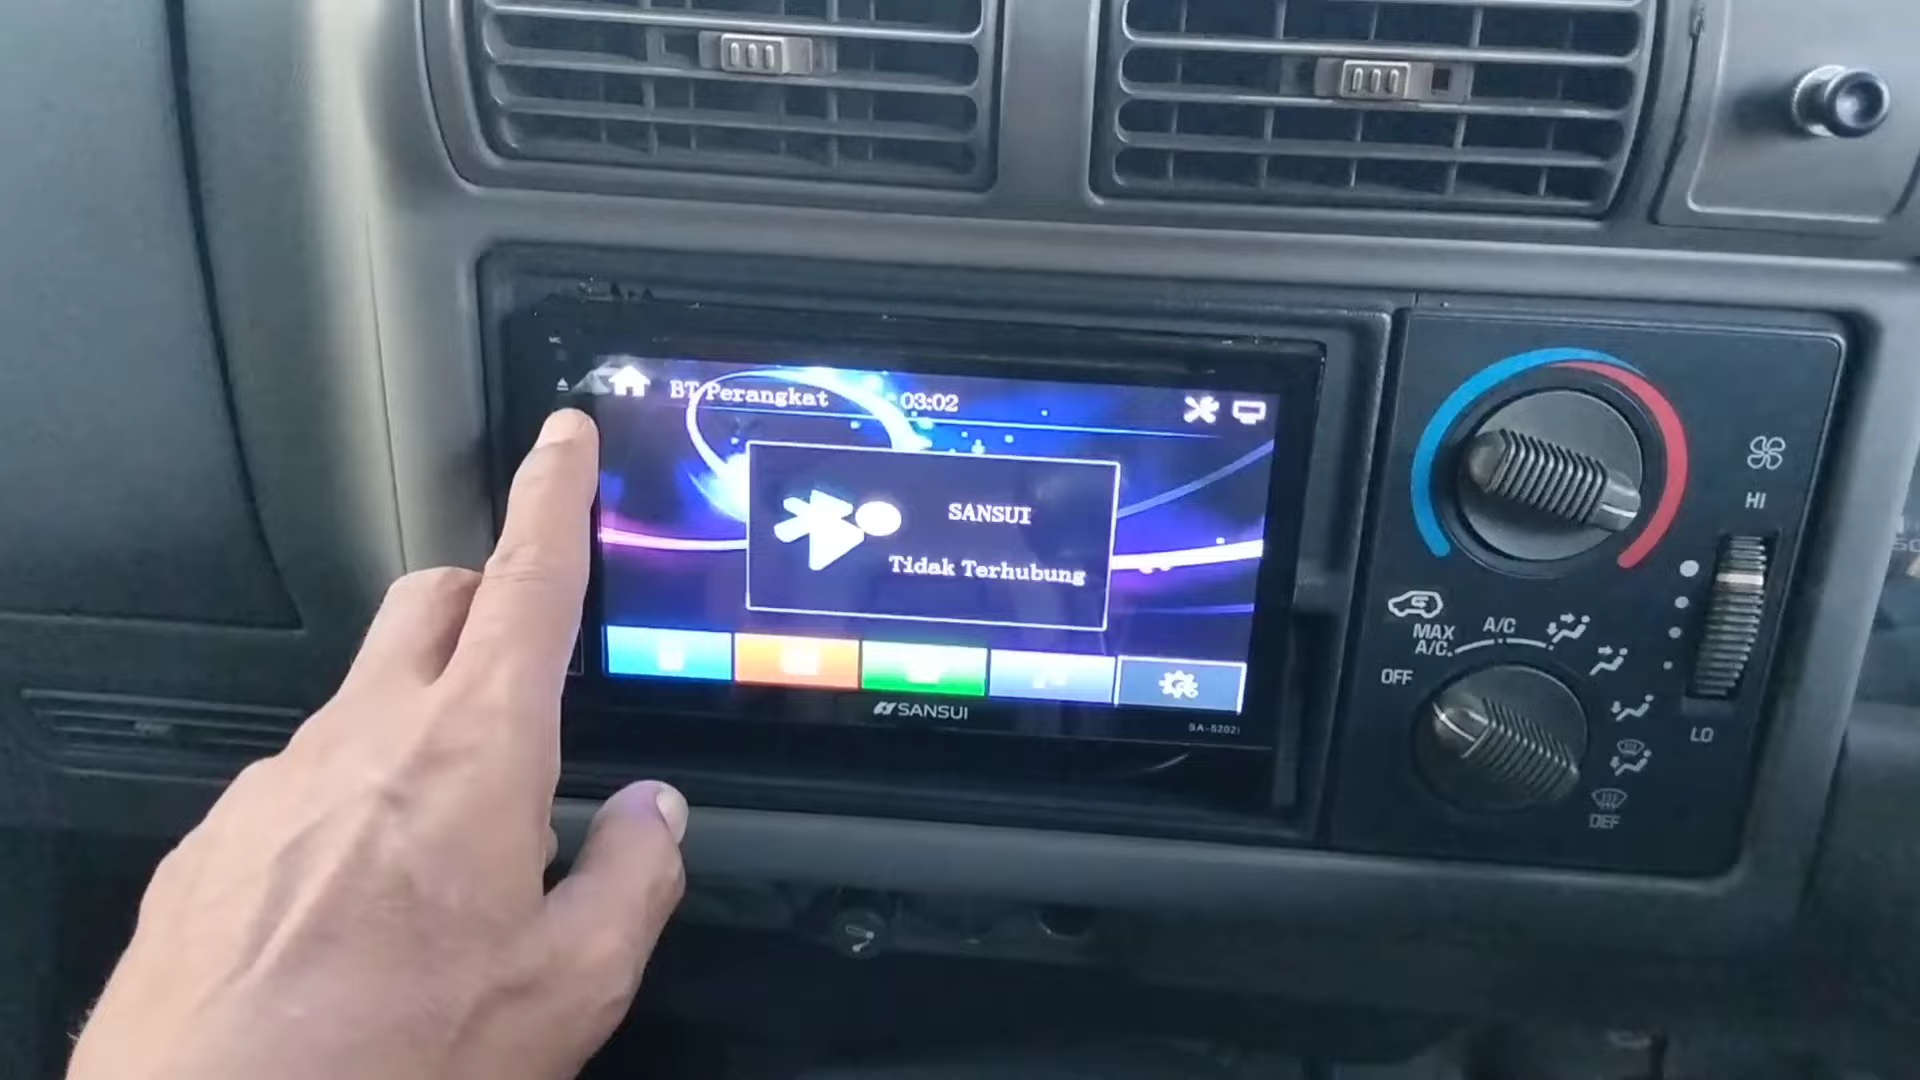 BT Perangkat
03:02
SANSUI
Tidak Terhubung
SANSUI
SA-5202i
HI
LO
MAX
A/C.
A/C
OFF
DEF